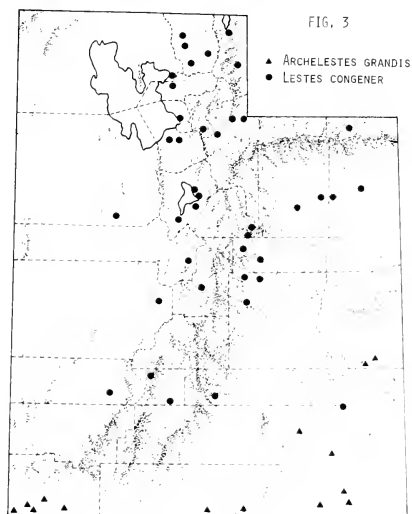 FIG. 3
▲ ARCHELESTES GRANDIS
● LESTES CONGENER